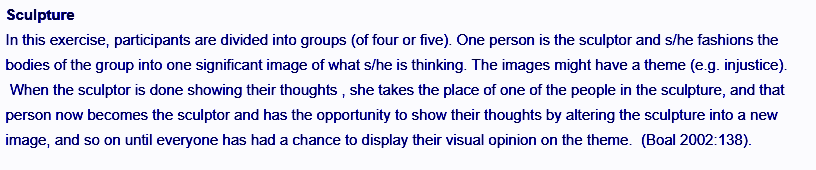 Sculpture
In this exercise, participants are divided into groups (of four or five). One person is the sculptor and s/he fashions the
bodies of the group into one significant image of what s/he is thinking. The images might have a theme (e.g. injustice).
When the sculptor is done showing their thoughts , she takes the place of one of the people in the sculpture, and that
person now becomes the sculptor and has the opportunity to show their thoughts by altering the sculpture into a new
image, and so on until everyone has had a chance to display their visual opinion on the theme.  (Boal 2002:138).